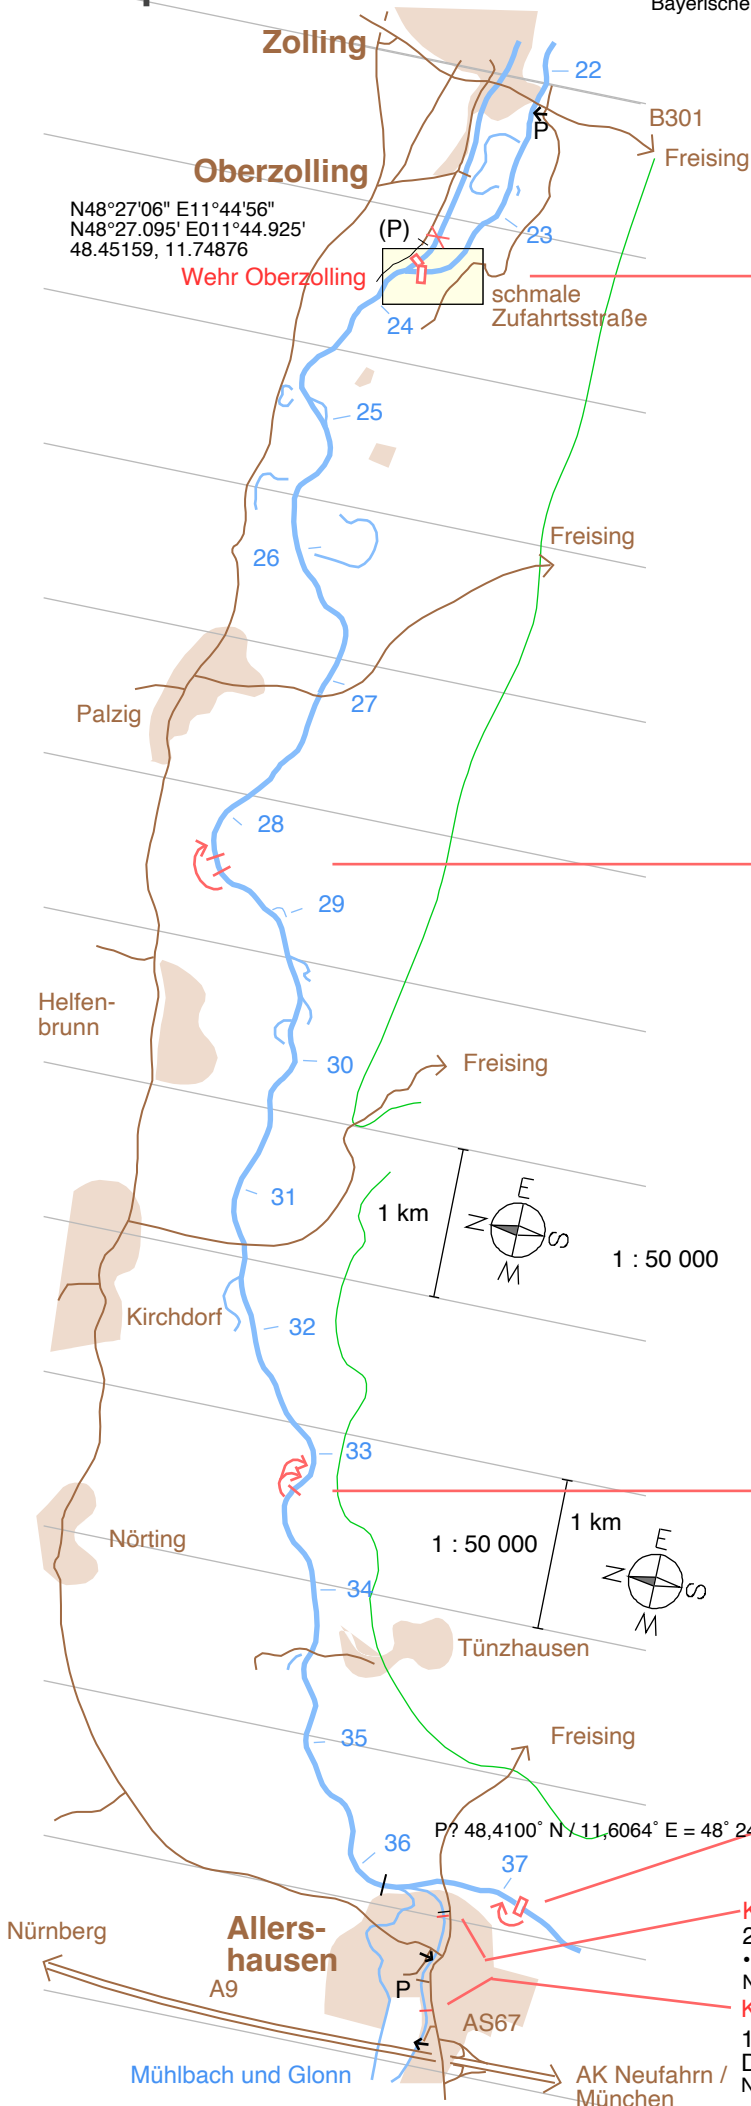 Bayerische
Zolling
22
B301
P
Freising
Oberzolling
N48°27'06" E11°44'56"
N48°27.095' E011°44.925'
48.45159, 11.74876
(P)
23
Wehr Oberzolling
schmale
Zufahrtsstraße
24
25
Freising
26
27
Palzig
28
29
Helfen-
brunn
30
Freising
31
1 km
E
N
S
W
1 : 50 000
Kirchdorf
32
33
1 km
Nörting
1 : 50 000
E
N
S
W
34
Tünzhausen
35
Freising
P? 48,4100° N / 11,6064° E = 48° 24
36
37
Nürnberg
Allers-
hausen
K
2
•
N
A9
P
K
AS67
1
D
N
Mühlbach und Glonn
AK Neufahrn /
München